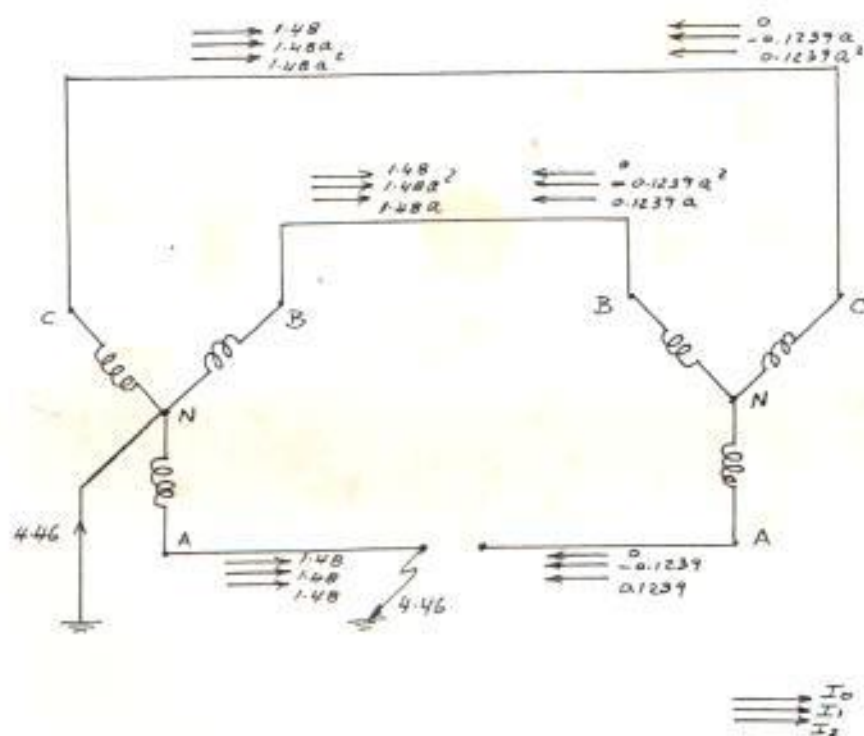 1.48
1.48a
1.48a²
0
-0.1239a
0.1239a²
1.48
1.48a²
1.48a
0
-0.1239a²
0.1239a
C
B
B
C
N
N
4.46
A
A
1.48
1.48
1.48
4.46
0
-0.1239
0.1239
I₀
I₁
I₂